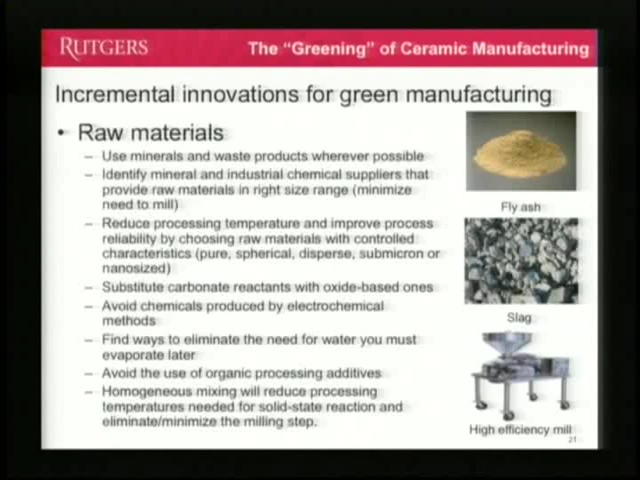 RUTGERS
The “Greening” of Ceramic Manufacturing
Incremental innovations for green manufacturing
• Raw materials
– Use minerals and waste products wherever possible
– Identify mineral and industrial chemical suppliers that
provide raw materials in right size range (minimize
need to mill)
– Reduce processing temperature and improve process
reliability by choosing raw materials with controlled
characteristics (pure, spherical, disperse, submicron or
nanosized)
– Substitute carbonate reactants with oxide-based ones
– Avoid chemicals produced by electrochemical
methods
– Find ways to eliminate the need for water you must
evaporate later
– Avoid the use of organic processing additives
– Homogeneous mixing will reduce processing
temperatures needed for solid-state reaction and
eliminate/minimize the milling step.
Fly ash
Slag
High efficiency mill
21